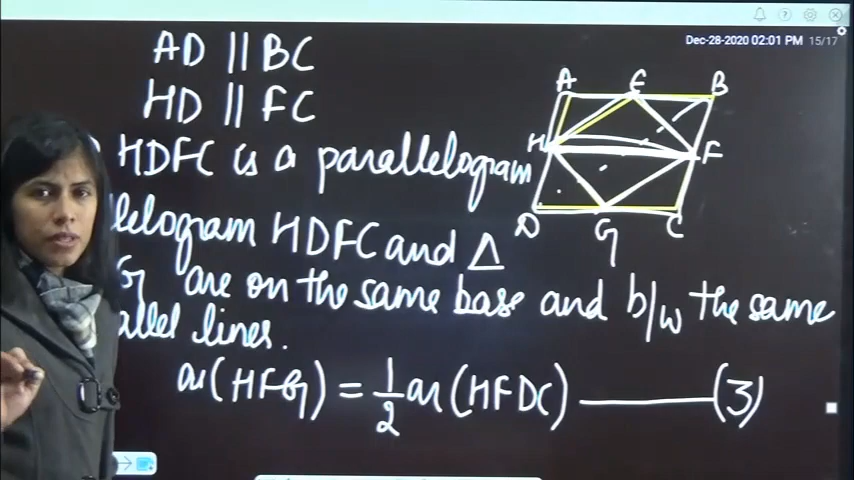 Dec-28-2020 02:01 PM 15/17
AD || BC
HD || FC
HDFC is a parallelogram
llelogram HDFC and Δ
G are on the same base and b/w the same
allel lines.
ar(HFG) = 1/2 ar(HFDC) ———(3)
A E B
H F
D G C